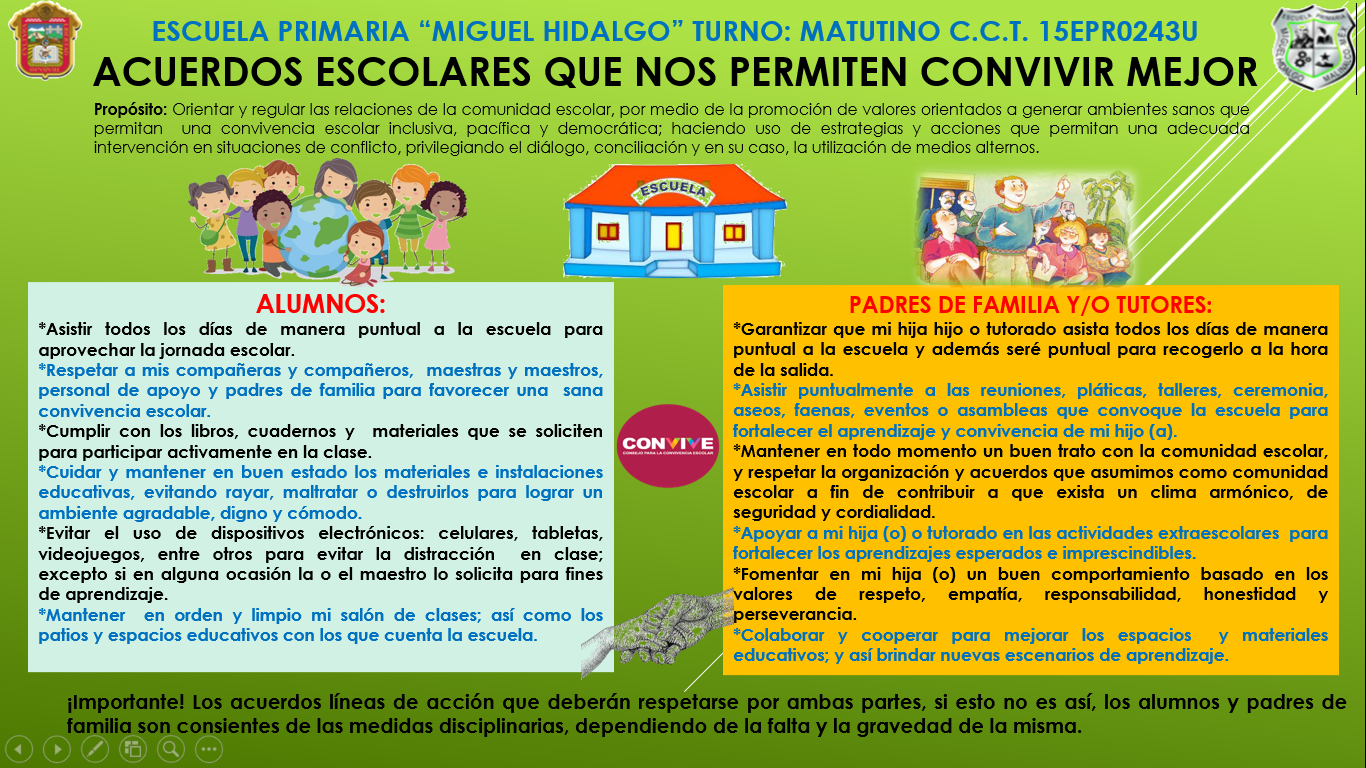 ESCUELA PRIMARIA “MIGUEL HIDALGO” TURNO: MATUTINO C.C.T. 15EPR0243U
ACUERDOS ESCOLARES QUE NOS PERMITEN CONVIVIR MEJOR
Propósito: Orientar y regular las relaciones de la comunidad escolar, por medio de la promoción de valores orientados a generar ambientes sanos que
permitan una convivencia escolar inclusiva, pacífica y democrática; haciendo uso de estrategias y acciones que permitan una adecuada
intervención en situaciones de conflicto, privilegiando el diálogo, conciliación y en su caso, la utilización de medios alternos.
ESCUELA
ALUMNOS:
*Asistir todos los días de manera puntual a la escuela para
aprovechar la jornada escolar.
*Respetar a mis compañeras y compañeros, maestras y maestros,
personal de apoyo y padres de familia para favorecer una sana
convivencia escolar.
*Cumplir con los libros, cuadernos y materiales que se soliciten
para participar activamente en la clase.
*Cuidar y mantener en buen estado los materiales e instalaciones
educativas, evitando rayar, maltratar o destruirlos para lograr un
ambiente agradable, digno y cómodo.
*Evitar el uso de dispositivos electrónicos: celulares, tabletas,
videojuegos, entre otros para evitar la distracción en clase;
excepto si en alguna ocasión la o el maestro lo solicita para fines
de aprendizaje.
*Mantener en orden y limpio mi salón de clases; así como los
patios y espacios educativos con los que cuenta la escuela.
CONVIVE
CONSEJO PARA LA CONVIVENCIA ESCOLAR
PADRES DE FAMILIA Y/O TUTORES:
*Garantizar que mi hija hijo o tutorado asista todos los días de manera
puntual a la escuela y además seré puntual para recogerlo a la hora
de la salida.
*Asistir puntualmente a las reuniones, pláticas, talleres, ceremonia,
aseos, faenas, eventos o asambleas que convoque la escuela para
fortalecer el aprendizaje y convivencia de mi hijo (a).
*Mantener en todo momento un buen trato con la comunidad escolar,
y respetar la organización y acuerdos que asumimos como comunidad
escolar a fin de contribuir a que exista un clima armónico, de
seguridad y cordialidad.
*Apoyar a mi hija (o) o tutorado en las actividades extraescolares para
fortalecer los aprendizajes esperados e imprescindibles.
*Fomentar en mi hija (o) un buen comportamiento basado en los
valores de respeto, empatía, responsabilidad, honestidad y
perseverancia.
*Colaborar y cooperar para mejorar los espacios y materiales
educativos; y así brindar nuevas escenarios de aprendizaje.
¡Importante! Los acuerdos líneas de acción que deberán respetarse por ambas partes, si esto no es así, los alumnos y padres de
familia son consientes de las medidas disciplinarias, dependiendo de la falta y la gravedad de la misma.